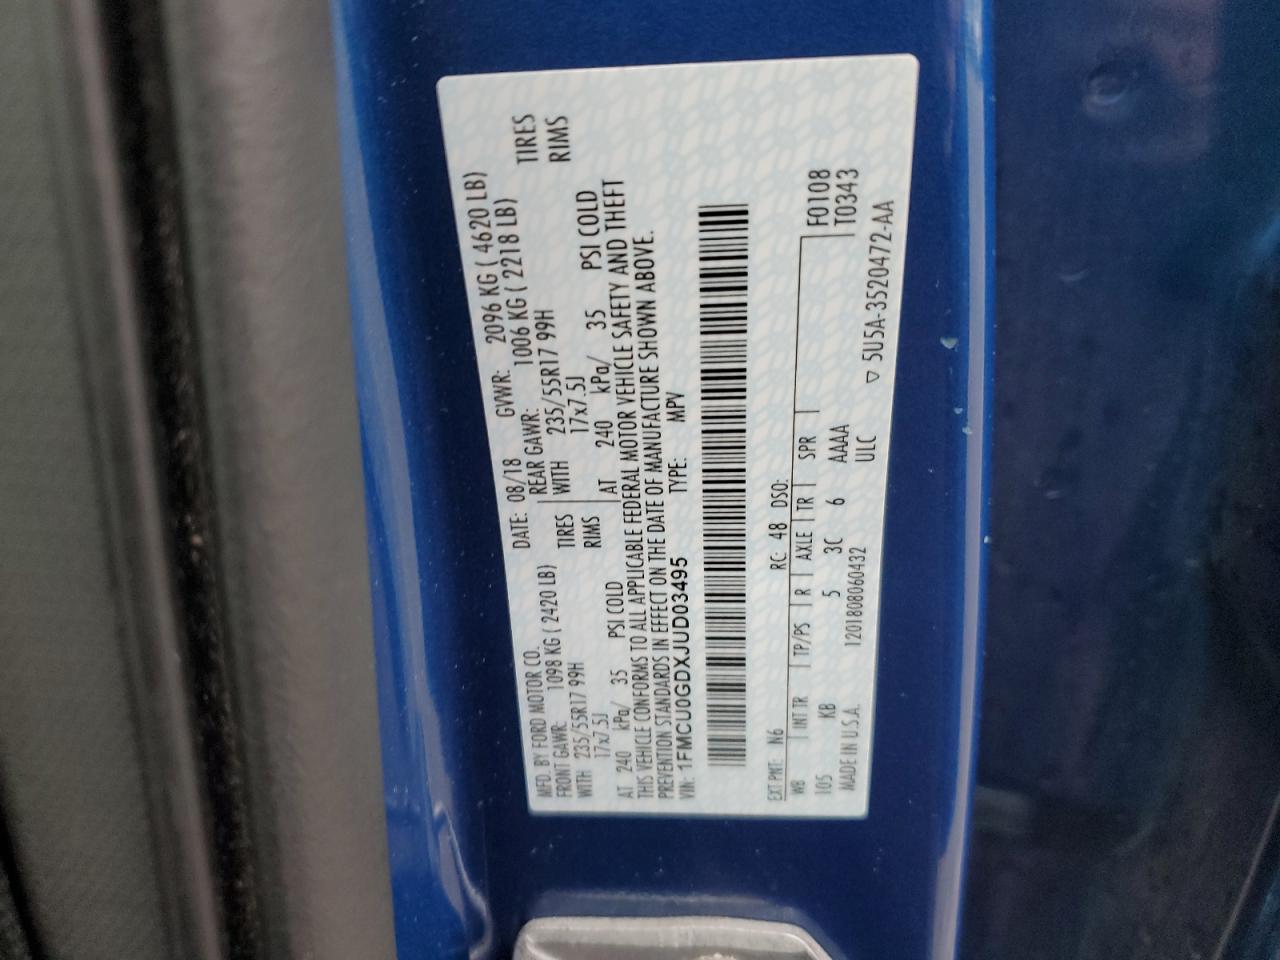 MFD. BY FORD MOTOR CO. DATE: 08/18 GVWR: 2096 KG ( 4620 LB)
FRONT GAWR: 1098 KG ( 2420 LB) REAR GAWR: 1006 KG ( 2218 LB)
WITH 235/55R17 99H TIRES WITH 235/55R17 99H TIRES
17x7.5J RIMS 17x7.5J RIMS
AT 240 kPa/ 35 PSI COLD AT 240 kPa/ 35 PSI COLD
THIS VEHICLE CONFORMS TO ALL APPLICABLE FEDERAL MOTOR VEHICLE SAFETY AND THEFT
PREVENTION STANDARDS IN EFFECT ON THE DATE OF MANUFACTURE SHOWN ABOVE.
VIN: 1FMCU0GDXJUD03495 TYPE: MPV
EXT PNT: N6 RC: 48 DSO:
WB INT TR TP/PS R AXLE TR SPR F0108
105 KB 5 3C 6 AAAA T0343
MADE IN U.S.A. 1201808060432 ULC ▽ 5U5A-3520472-AA